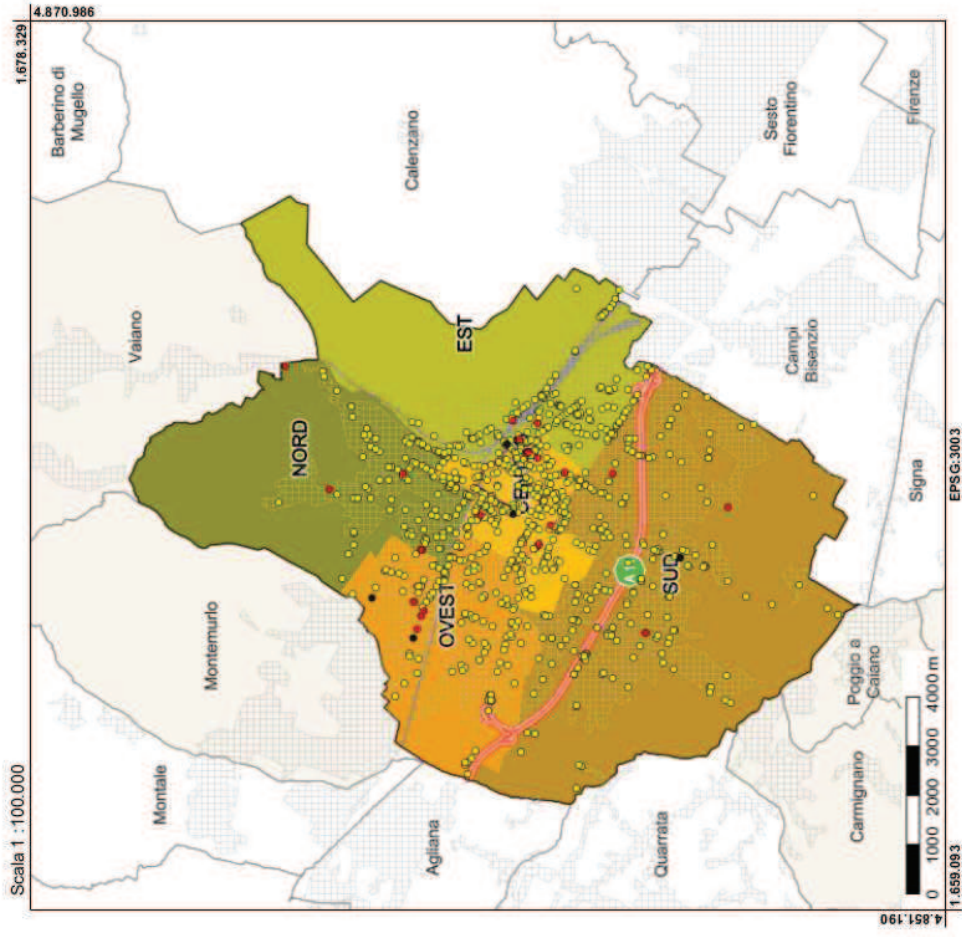 4.870.986
1.678.329
Scala 1 :100.000
Barberino di
Mugello
Vaiano
Calenzano
Montemurlo
Montale
NORD
EST
Sesto
Fiorentino
Firenze
OVEST
Agliana
SUD
Campi
Bisenzio
Quarrata
Signa
Poggio a
Caiano
Carmignano
0 1000 2000 3000 4000 m
1.659.093
4.851.190
EPSG:3003